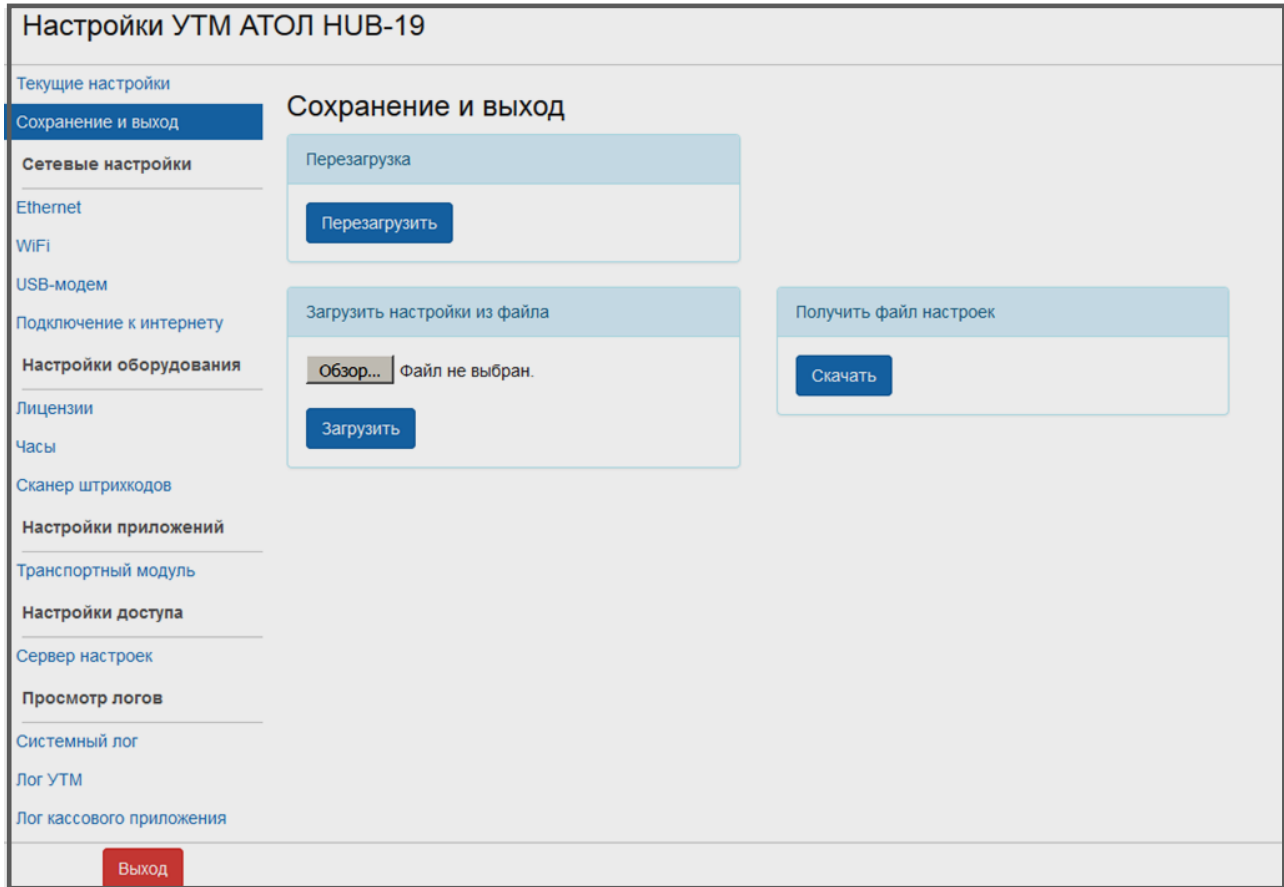 Настройки УТМ АТОЛ HUB-19
Текущие настройки
Сохранение и выход
Сетевые настройки
Ethernet
WiFi
USB-модем
Подключение к интернету
Настройки оборудования
Лицензии
Часы
Сканер штрихкодов
Настройки приложений
Транспортный модуль
Настройки доступа
Сервер настроек
Просмотр логов
Системный лог
Лог УТМ
Лог кассового приложения
Выход
Сохранение и выход
Перезагрузка
Перезагрузить
Загрузить настройки из файла
Обзор... Файл не выбран.
Загрузить
Получить файл настроек
Скачать